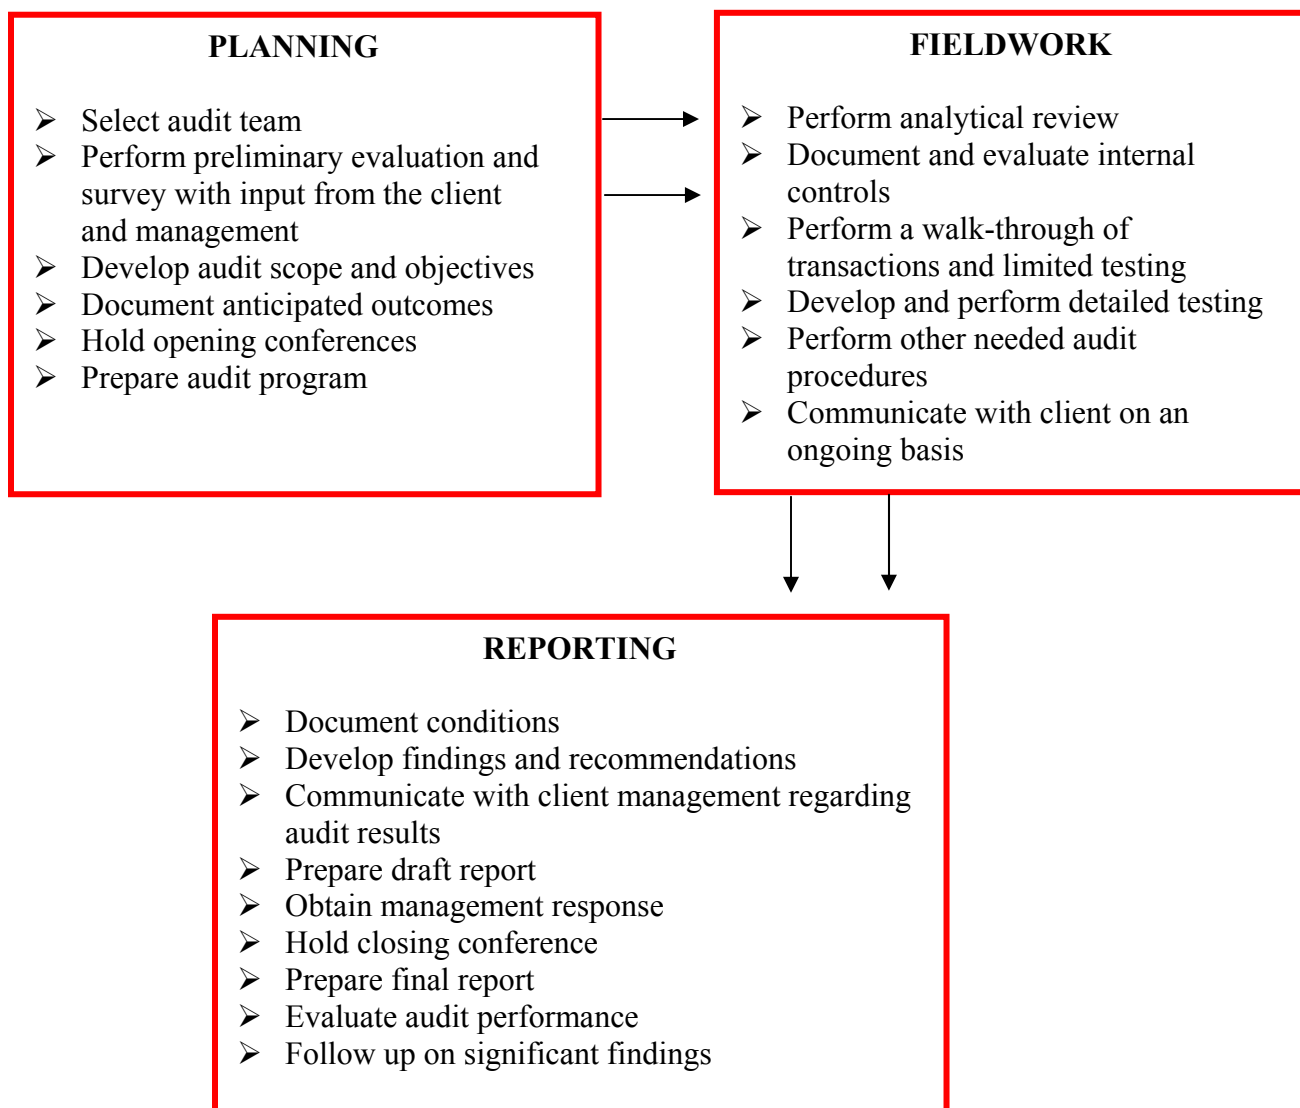 PLANNING
➢ Select audit team
➢ Perform preliminary evaluation and
survey with input from the client
and management
➢ Develop audit scope and objectives
➢ Document anticipated outcomes
➢ Hold opening conferences
➢ Prepare audit program
FIELDWORK
➢ Perform analytical review
➢ Document and evaluate internal
controls
➢ Perform a walk-through of
transactions and limited testing
➢ Develop and perform detailed testing
➢ Perform other needed audit
procedures
➢ Communicate with client on an
ongoing basis
REPORTING
➢ Document conditions
➢ Develop findings and recommendations
➢ Communicate with client management regarding
audit results
➢ Prepare draft report
➢ Obtain management response
➢ Hold closing conference
➢ Prepare final report
➢ Evaluate audit performance
➢ Follow up on significant findings